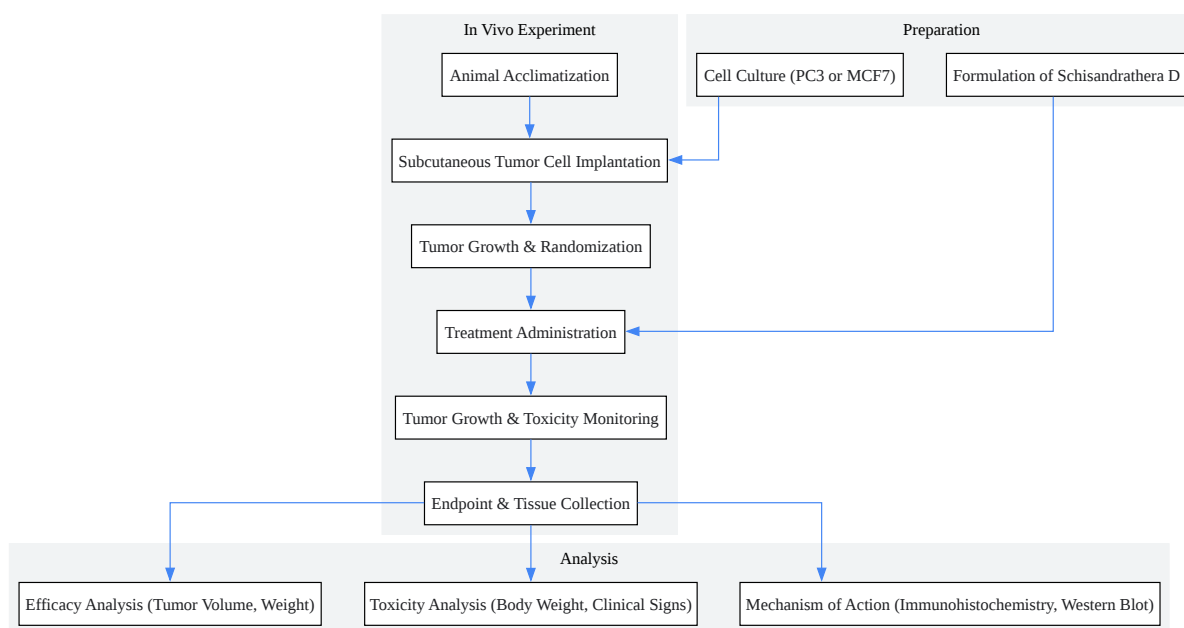 In Vivo Experiment
Preparation
Animal Acclimatization
Cell Culture (PC3 or MCF7)
Formulation of Schisandrathera D
Subcutaneous Tumor Cell Implantation
Tumor Growth & Randomization
Treatment Administration
Tumor Growth & Toxicity Monitoring
Endpoint & Tissue Collection
Analysis
Efficacy Analysis (Tumor Volume, Weight)
Toxicity Analysis (Body Weight, Clinical Signs)
Mechanism of Action (Immunohistochemistry, Western Blot)